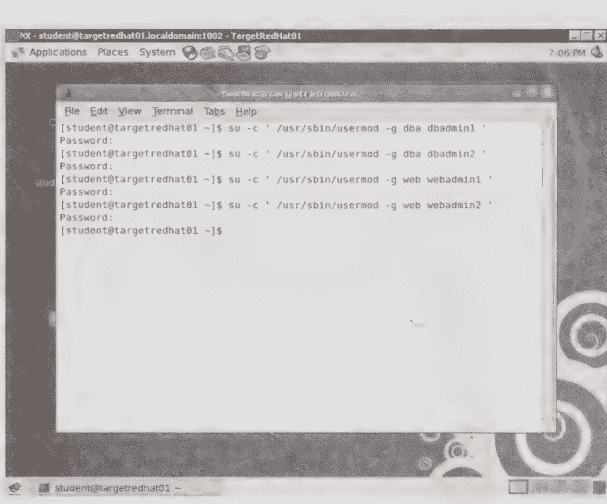 NX - student@targetredhat01.localdomain:1002 - TargetRedHat01
Applications Places System
7:06 PM
File Edit View Terminal Tabs Help
[student@targetredhat01 ~]$ su -c ' /usr/sbin/usermod -g dba dbadmin1 '
Password:
[student@targetredhat01 ~]$ su -c ' /usr/sbin/usermod -g dba dbadmin2 '
Password:
[student@targetredhat01 ~]$ su -c ' /usr/sbin/usermod -g web webadmin1 '
Password:
[student@targetredhat01 ~]$ su -c ' /usr/sbin/usermod -g web webadmin2 '
Password:
[student@targetredhat01 ~]$
stud
student@targetredhat01 ~